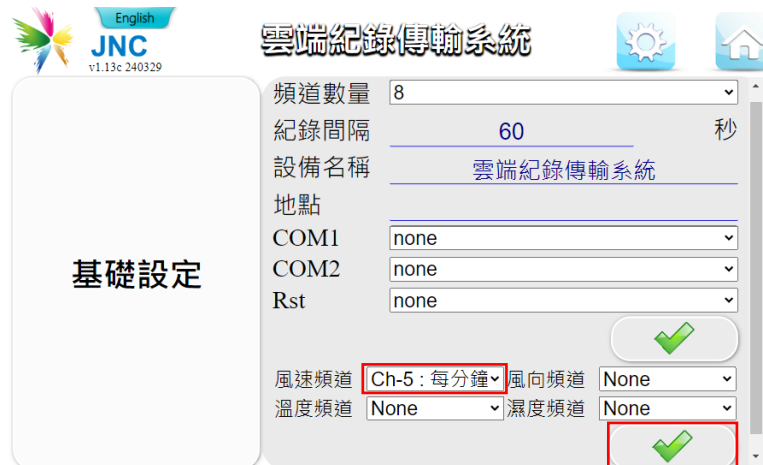 English
JNC
v1.13c 240329
雲端紀錄傳輸系統
基礎設定
頻道數量 8
紀錄間隔 60 秒
設備名稱 雲端紀錄傳輸系統
地點
COM1 none
COM2 none
Rst none
風速頻道 Ch-5 : 每分鐘 風向頻道 None
溫度頻道 None 濕度頻道 None